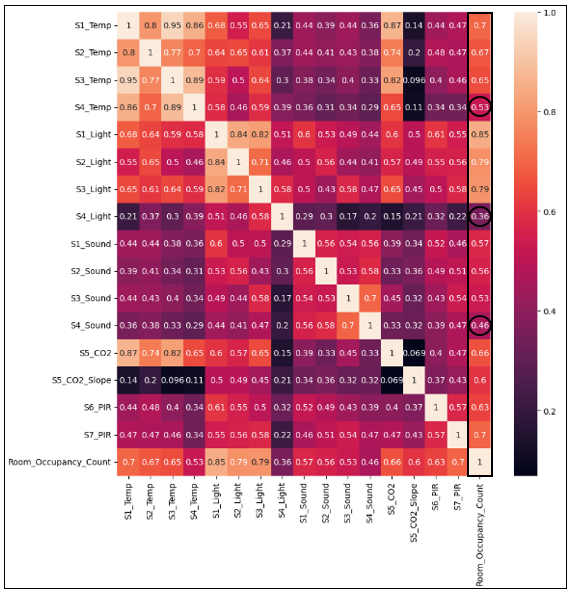 S1_Temp 1 0.8 0.95 0.86 0.68 0.55 0.65 0.21 0.44 0.39 0.44 0.36 0.87 0.14 0.44 0.47 0.7
S2_Temp 0.8 1 0.77 0.7 0.64 0.65 0.61 0.37 0.44 0.41 0.43 0.38 0.74 0.2 0.48 0.47 0.67
S3_Temp 0.95 0.77 1 0.89 0.59 0.5 0.64 0.3 0.38 0.34 0.4 0.33 0.82 0.096 0.4 0.46 0.65
S4_Temp 0.86 0.7 0.89 1 0.58 0.46 0.59 0.39 0.36 0.31 0.34 0.29 0.65 0.11 0.34 0.34 0.53
S1_Light 0.68 0.64 0.59 0.58 1 0.84 0.82 0.51 0.6 0.53 0.49 0.44 0.6 0.5 0.61 0.55 0.85
S2_Light 0.55 0.65 0.5 0.46 0.84 1 0.71 0.46 0.5 0.56 0.44 0.41 0.57 0.49 0.55 0.56 0.79
S3_Light 0.65 0.61 0.64 0.59 0.82 0.71 1 0.58 0.5 0.43 0.58 0.47 0.65 0.45 0.5 0.58 0.79
S4_Light 0.21 0.37 0.3 0.39 0.51 0.46 0.58 1 0.29 0.3 0.17 0.2 0.15 0.21 0.32 0.22 0.36
S1_Sound 0.44 0.44 0.38 0.36 0.6 0.5 0.5 0.29 1 0.56 0.54 0.56 0.39 0.34 0.52 0.46 0.57
S2_Sound 0.39 0.41 0.34 0.31 0.53 0.56 0.43 0.3 0.56 1 0.53 0.58 0.33 0.36 0.49 0.51 0.56
S3_Sound 0.44 0.43 0.4 0.34 0.49 0.44 0.58 0.17 0.54 0.53 1 0.7 0.45 0.32 0.43 0.54 0.53
S4_Sound 0.36 0.38 0.33 0.29 0.44 0.41 0.47 0.2 0.56 0.58 0.7 1 0.33 0.32 0.39 0.47 0.46
S5_CO2 0.87 0.74 0.82 0.65 0.6 0.57 0.65 0.15 0.39 0.33 0.45 0.33 1 0.069 0.4 0.47 0.66
S5_CO2_Slope 0.14 0.2 0.096 0.11 0.5 0.49 0.45 0.21 0.34 0.36 0.32 0.32 0.069 1 0.37 0.43 0.6
S6_PIR 0.44 0.48 0.4 0.34 0.61 0.55 0.5 0.32 0.52 0.49 0.43 0.39 0.4 0.37 1 0.57 0.63
S7_PIR 0.47 0.47 0.46 0.34 0.55 0.56 0.58 0.22 0.46 0.51 0.54 0.47 0.47 0.43 0.57 1 0.7
Room_Occupancy_Count 0.7 0.67 0.65 0.53 0.85 0.79 0.79 0.36 0.57 0.56 0.53 0.46 0.66 0.6 0.63 0.7 1
S1_Temp
S2_Temp
S3_Temp
S4_Temp
S1_Light
S2_Light
S3_Light
S4_Light
S1_Sound
S2_Sound
S3_Sound
S4_Sound
S5_CO2
S5_CO2_Slope
S6_PIR
S7_PIR
Room_Occupancy_Count
1.0
0.8
0.6
0.4
0.2